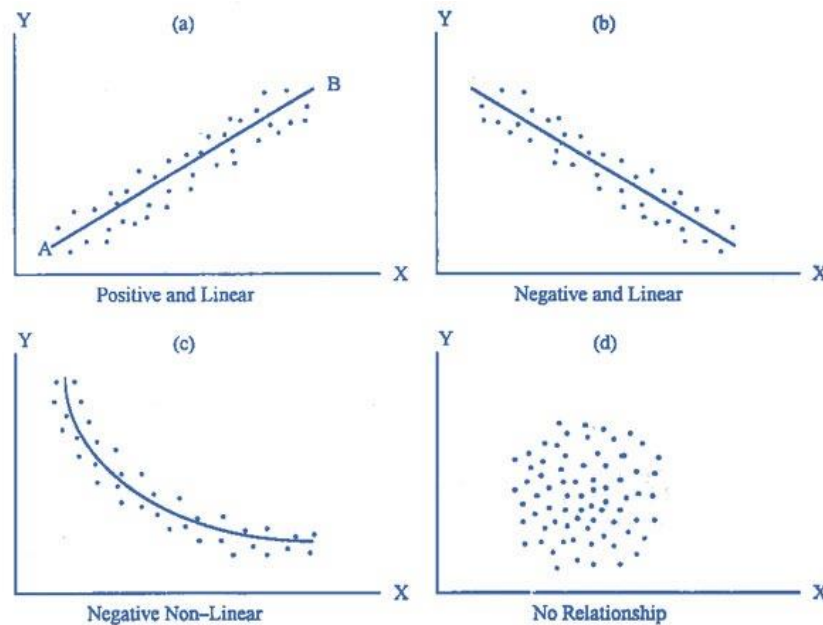 Y
(a)
B
A
X
Positive and Linear
Y
(b)
X
Negative and Linear
Y
(c)
X
Negative Non–Linear
Y
(d)
X
No Relationship